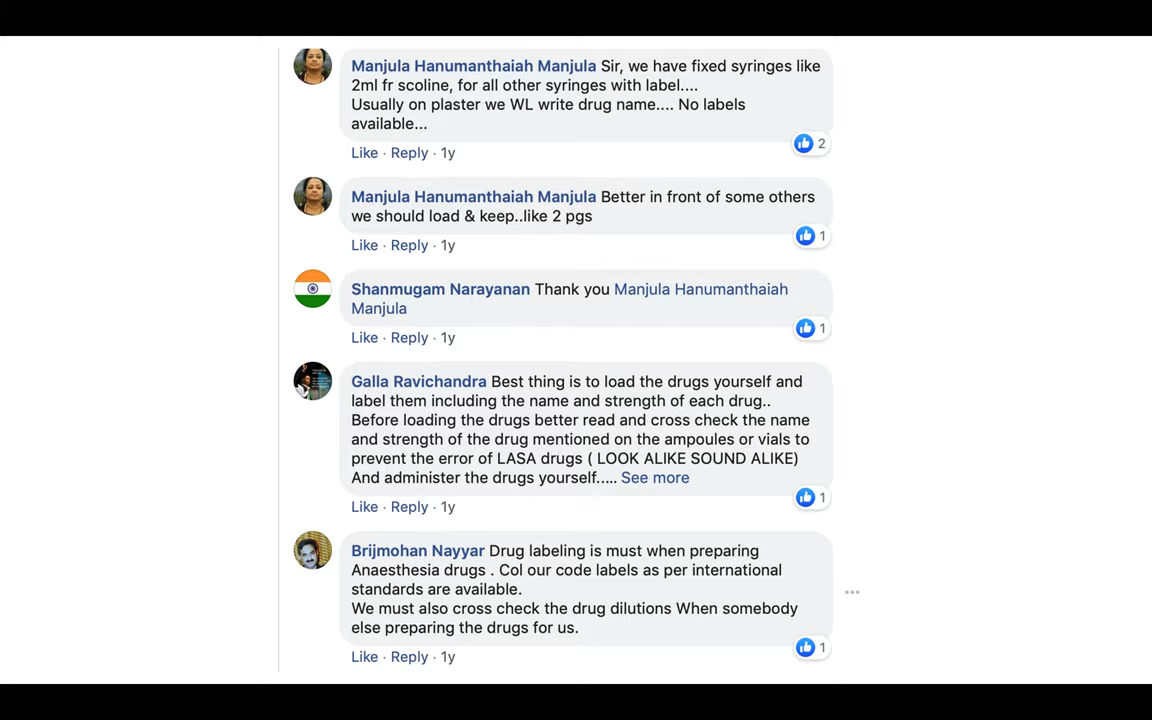 Manjula Hanumanthaiah Manjula Sir, we have fixed syringes like
2ml fr scoline, for all other syringes with label....
Usually on plaster we WL write drug name.... No labels
available...
2
Like · Reply · 1y
Manjula Hanumanthaiah Manjula Better in front of some others
we should load & keep..like 2 pgs
1
Like · Reply · 1y
Shanmugam Narayanan Thank you Manjula Hanumanthaiah
Manjula
1
Like · Reply · 1y
Galla Ravichandra Best thing is to load the drugs yourself and
label them including the name and strength of each drug..
Before loading the drugs better read and cross check the name
and strength of the drug mentioned on the ampoules or vials to
prevent the error of LASA drugs ( LOOK ALIKE SOUND ALIKE)
And administer the drugs yourself..... See more
1
Like · Reply · 1y
Brijmohan Nayyar Drug labeling is must when preparing
Anaesthesia drugs . Col our code labels as per international
standards are available.
We must also cross check the drug dilutions When somebody
else preparing the drugs for us.
1
Like · Reply · 1y